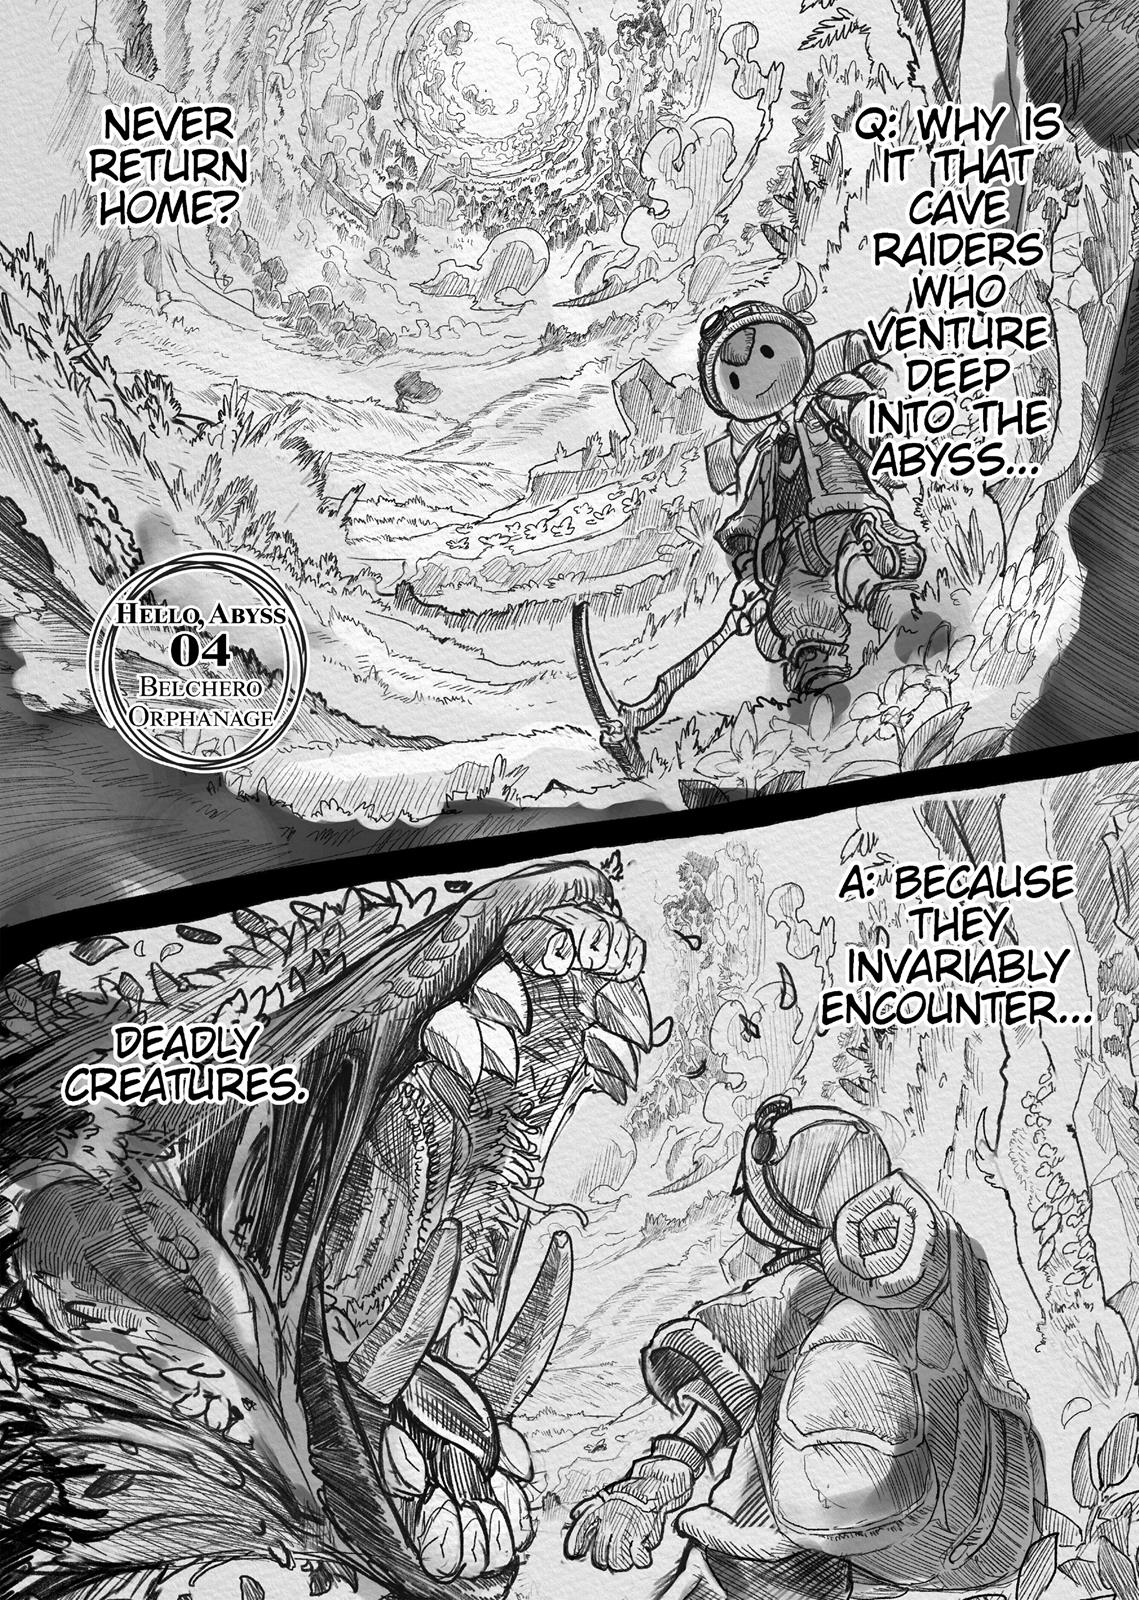 Q: WHY IS
IT THAT
CAVE
RAIDERS
WHO
VENTURE
DEEP
INTO THE
ABYSS...
NEVER
RETURN
HOME?
HELLO, ABYSS
04
BELCHERO
ORPHANAGE
A: BECAUSE
THEY
INVARIABLY
ENCOUNTER...
DEADLY
CREATURES.